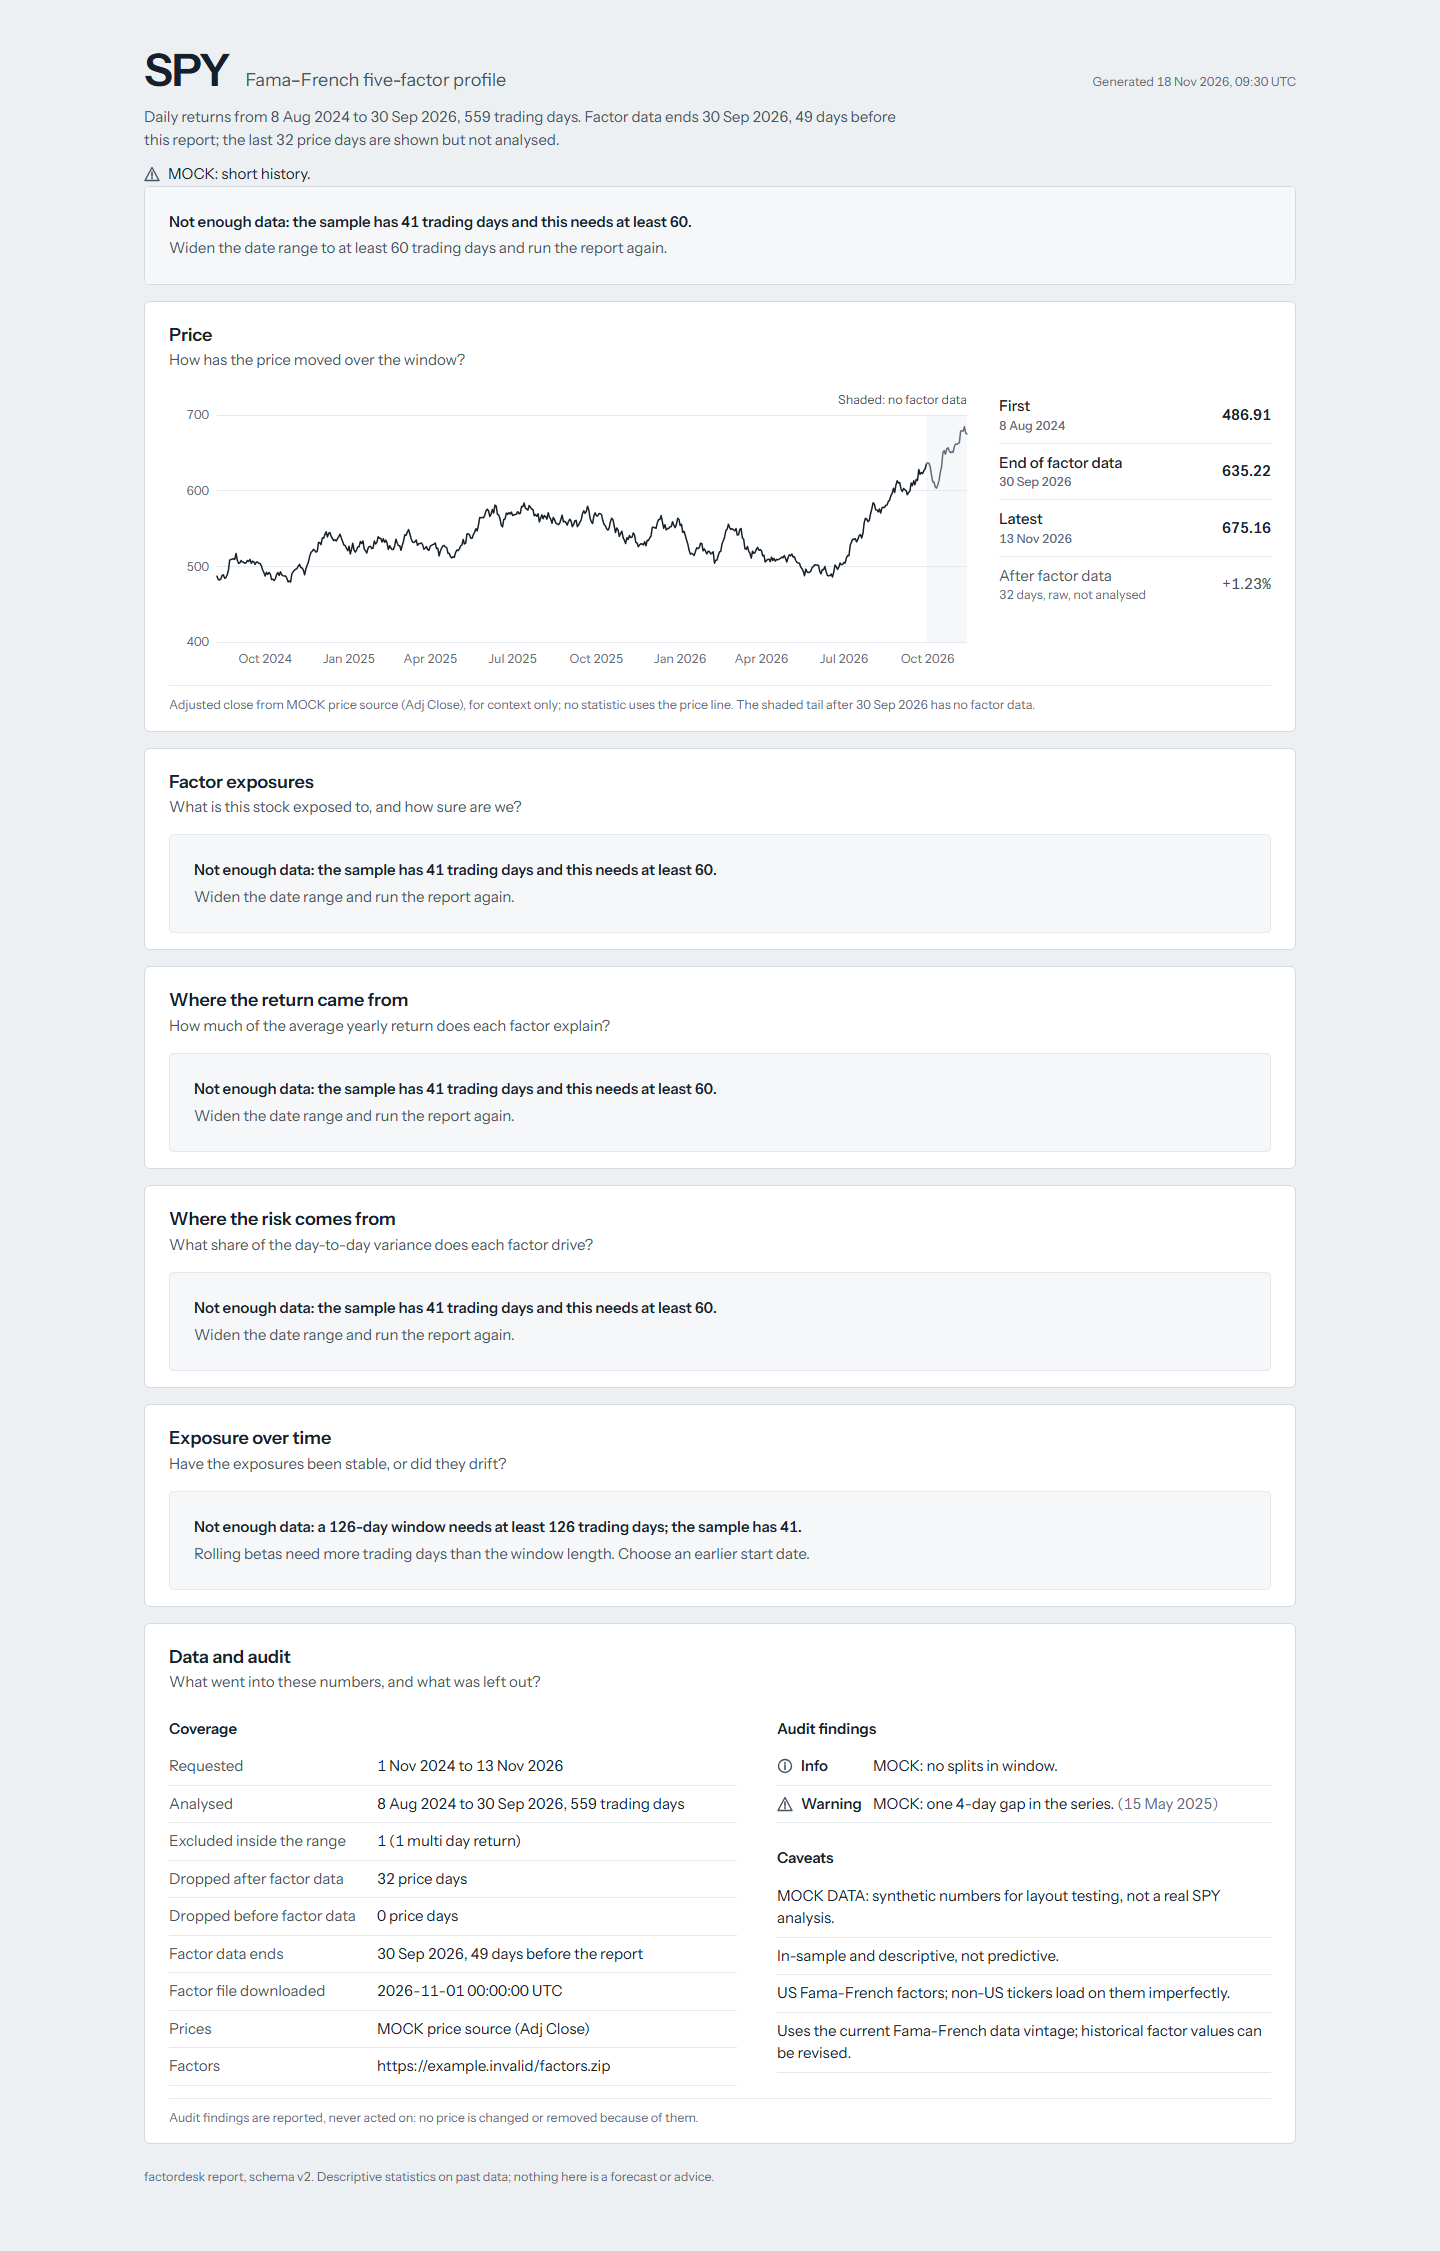 SPY Fama–French five-factor profile Generated 18 Nov 2026, 09:30 UTC
Daily returns from 8 Aug 2024 to 30 Sep 2026, 559 trading days. Factor data ends 30 Sep 2026, 49 days before
this report; the last 32 price days are shown but not analysed.
MOCK: short history.
Not enough data: the sample has 41 trading days and this needs at least 60.
Widen the date range to at least 60 trading days and run the report again.
Price
How has the price moved over the window?
Shaded: no factor data
700
600
500
400
Oct 2024 Jan 2025 Apr 2025 Jul 2025 Oct 2025 Jan 2026 Apr 2026 Jul 2026 Oct 2026
First 486.91
8 Aug 2024
End of factor data 635.22
30 Sep 2026
Latest 675.16
13 Nov 2026
After factor data +1.23%
32 days, raw, not analysed
Adjusted close from MOCK price source (Adj Close), for context only; no statistic uses the price line. The shaded tail after 30 Sep 2026 has no factor data.
Factor exposures
What is this stock exposed to, and how sure are we?
Not enough data: the sample has 41 trading days and this needs at least 60.
Widen the date range and run the report again.
Where the return came from
How much of the average yearly return does each factor explain?
Not enough data: the sample has 41 trading days and this needs at least 60.
Widen the date range and run the report again.
Where the risk comes from
What share of the day-to-day variance does each factor drive?
Not enough data: the sample has 41 trading days and this needs at least 60.
Widen the date range and run the report again.
Exposure over time
Have the exposures been stable, or did they drift?
Not enough data: a 126-day window needs at least 126 trading days; the sample has 41.
Rolling betas need more trading days than the window length. Choose an earlier start date.
Data and audit
What went into these numbers, and what was left out?
Coverage
Requested 1 Nov 2024 to 13 Nov 2026
Analysed 8 Aug 2024 to 30 Sep 2026, 559 trading days
Excluded inside the range 1 (1 multi day return)
Dropped after factor data 32 price days
Dropped before factor data 0 price days
Factor data ends 30 Sep 2026, 49 days before the report
Factor file downloaded 2026-11-01 00:00:00 UTC
Prices MOCK price source (Adj Close)
Factors https://example.invalid/factors.zip
Audit findings
Info MOCK: no splits in window.
Warning MOCK: one 4-day gap in the series. (15 May 2025)
Caveats
MOCK DATA: synthetic numbers for layout testing, not a real SPY
analysis.
In-sample and descriptive, not predictive.
US Fama-French factors; non-US tickers load on them imperfectly.
Uses the current Fama-French data vintage; historical factor values can
be revised.
Audit findings are reported, never acted on: no price is changed or removed because of them.
factordesk report, schema v2. Descriptive statistics on past data; nothing here is a forecast or advice.